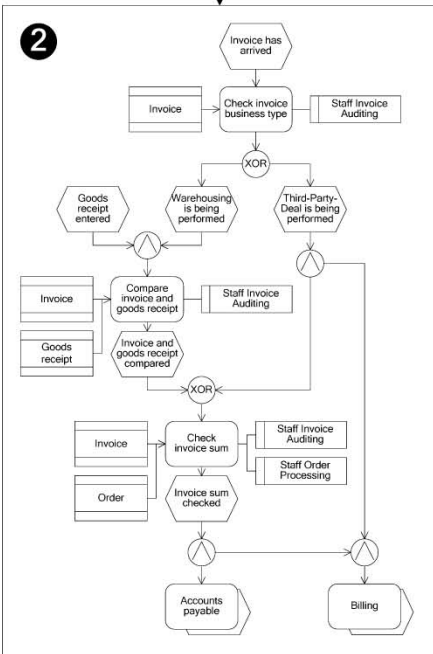 2
Invoice has
arrived
Invoice
Check invoice
business type
Staff Invoice
Auditing
XOR
Goods
receipt
entered
Warehousing
is being
performed
Third-Party-
Deal is being
performed
Invoice
Compare
invoice and
goods receipt
Staff Invoice
Auditing
Goods
receipt
Invoice and
goods receipt
compared
XOR
Invoice
Check
invoice sum
Staff Invoice
Auditing
Staff Order
Processing
Order
Invoice sum
checked
Accounts
payable
Billing